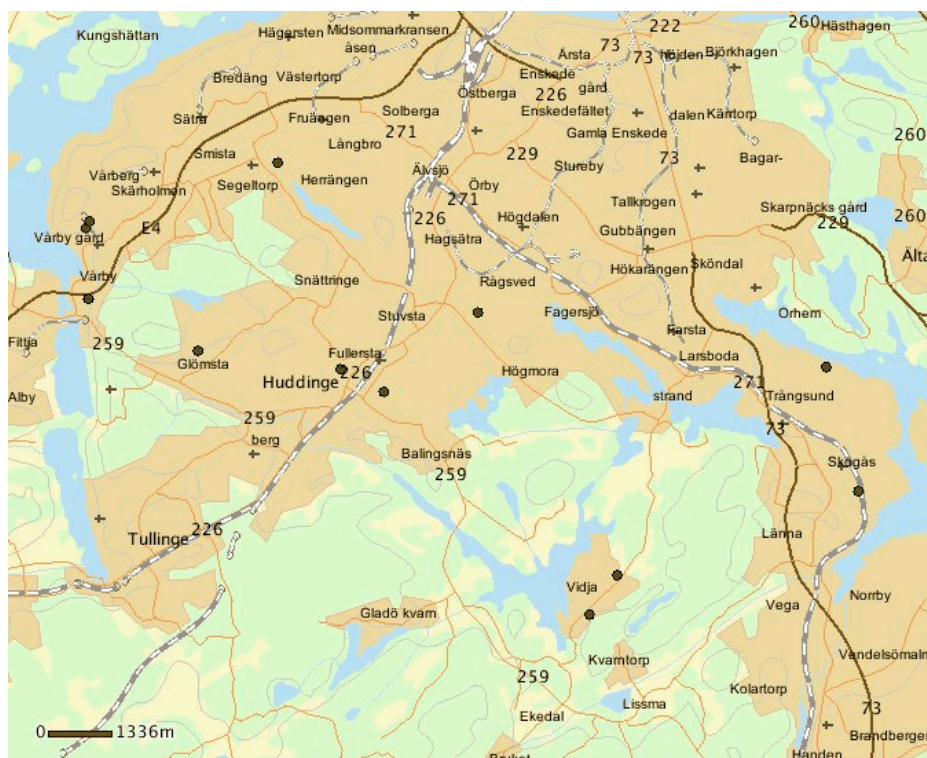 Kungshättan
Hägersten
Midsommarkransen
åsen
Årsta
73
222
260
Hästhagen
höjden
Björkhagen
73
Bredäng
Västertorp
Enskede
gård
Östberga
226
Solberga
Enskedefältet
Sätra
Fruängen
dalen
Kärrtorp
271
Gamla Enskede
260
Långbro
Smista
229
73
Bagar-
Stureby
Vårberg
Skärholmen
Segeltorp
Herrängen
Älvsjö
Örby
271
Tallkrogen
Skarpnäcks gård
226
Högdalen
229
260
E4
Gubbängen
Vårby gård
Hagsätra
Älta
Sköndal
Hökarängen
Vårby
Snättringe
Rågsved
Stuvsta
Fagersjö
Orhem
Farsta
Fittja
259
Fullersta
Larsboda
Glömsta
226
Högmora
Huddinge
271
Alby
strand
Trångsund
259
73
berg
Balingsnäs
Skogås
259
226
Tullinge
Länna
Vidja
Norrby
Vega
Gladö kvarn
Vendelsömalm
Kvarntorp
259
Kolartorp
Lissma
73
Ekedal
0
1336m
Brandbergen
Handen